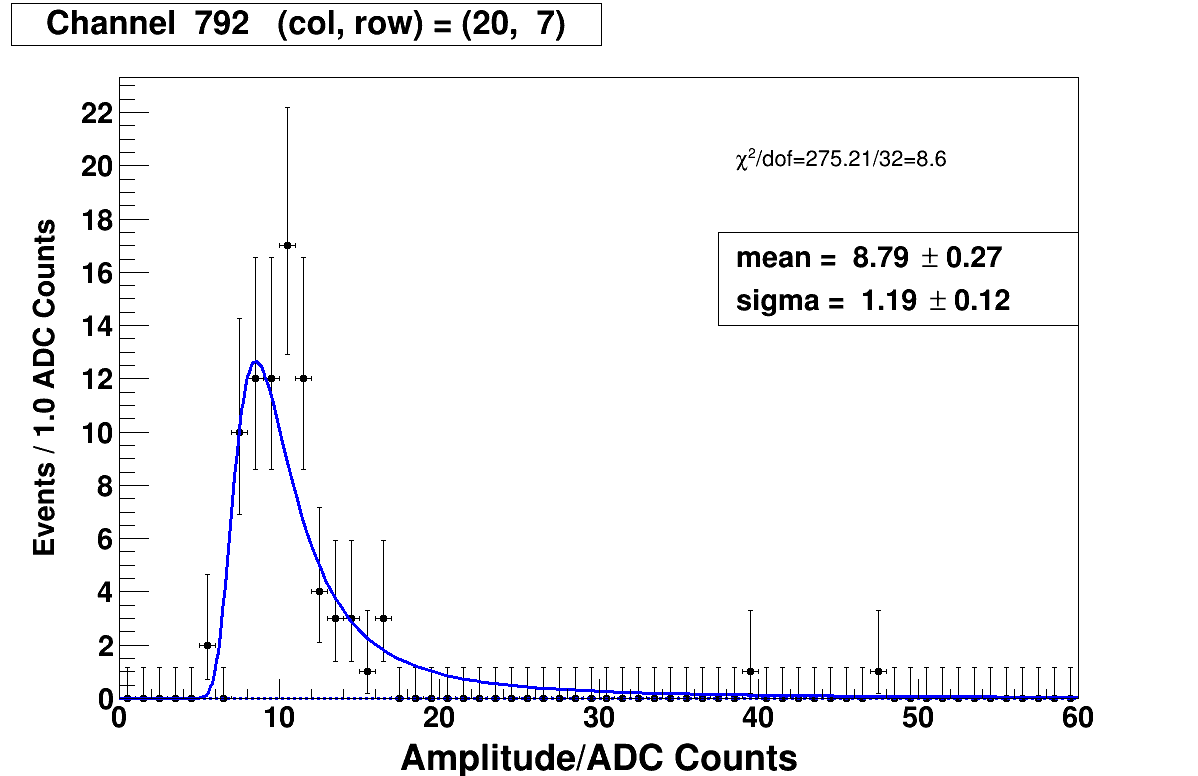 Channel 792 (col, row) = (20, 7)
22
20
18
16
14
12
10
8
6
4
2
0
Events / 1.0 ADC Counts
χ²/dof=275.21/32=8.6
mean = 8.79 ± 0.27
sigma = 1.19 ± 0.12
0 10 20 30 40 50 60
Amplitude/ADC Counts